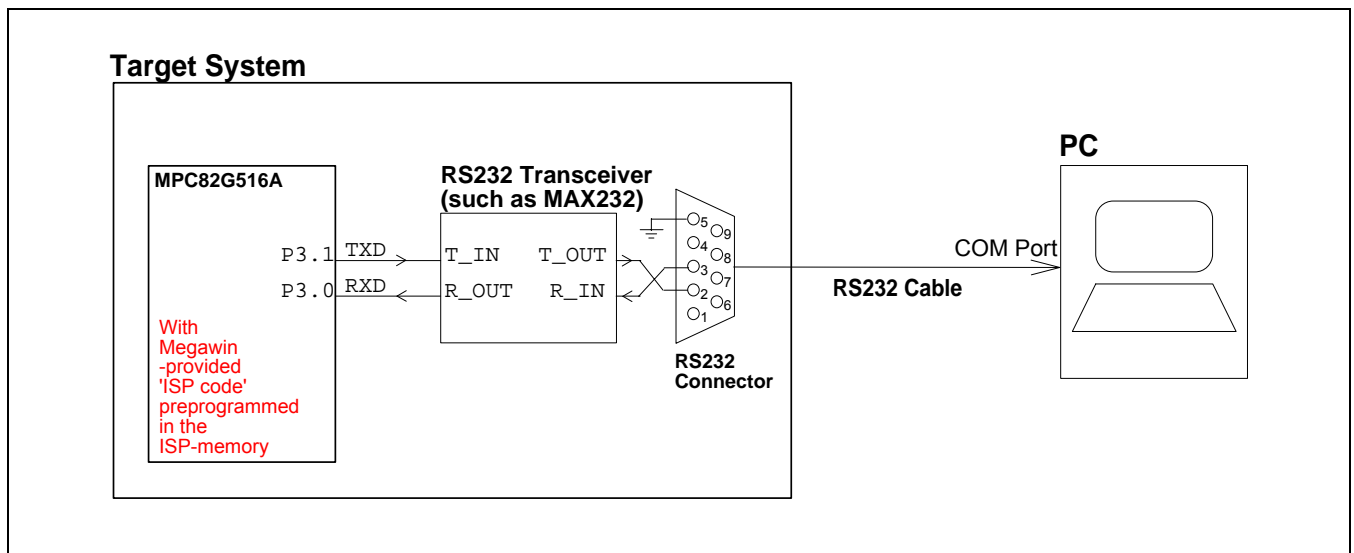 Target System
MPC82G516A
P3.1 TXD
P3.0 RXD
With
Megawin
-provided
'ISP code'
preprogrammed
in the
ISP-memory
RS232 Transceiver
(such as MAX232)
T_IN T_OUT
R_OUT R_IN
5
9
4
8
3
7
2
6
1
RS232
Connector
RS232 Cable
PC
COM Port